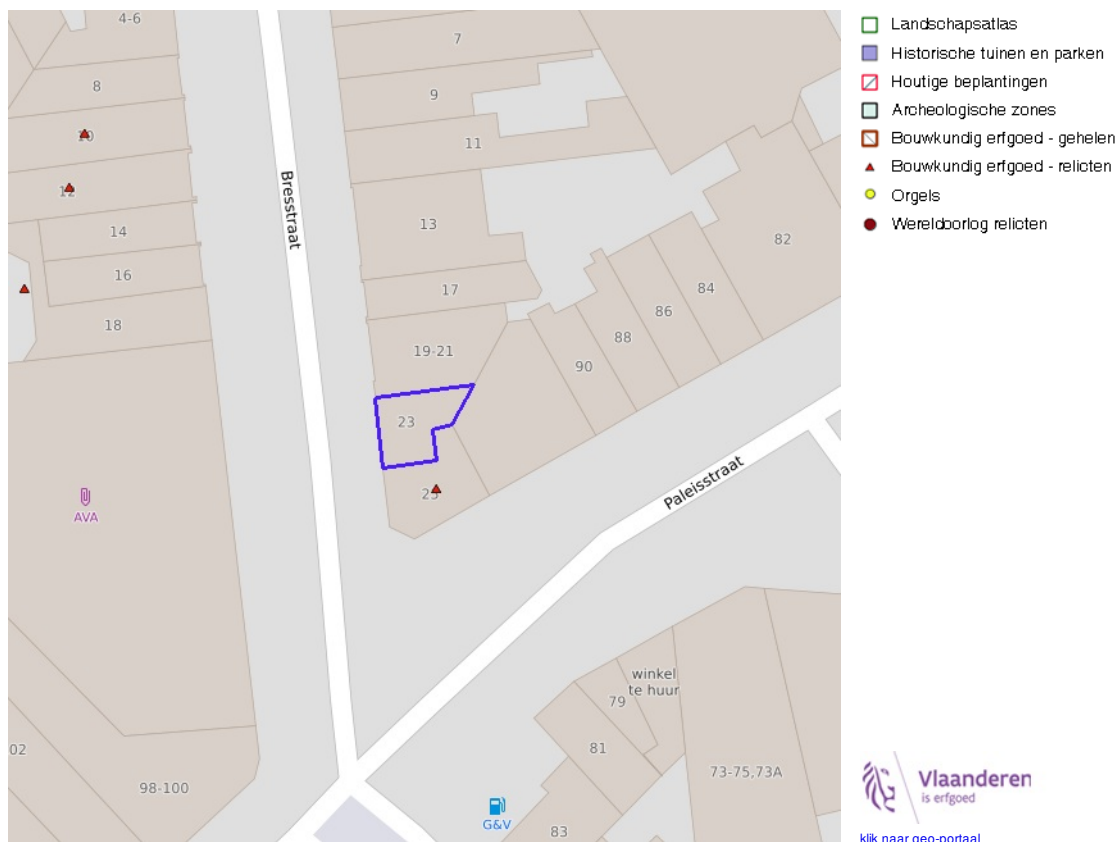 4-6
7
8
9
10
11
12
13
14
16
17
18
19-21
23
25
82
84
86
88
90
Bresstraat
Paleisstraat
AVA
winkel
te huur
79
81
73-75,73A
83
G&V
98-100
02
Landschapsatlas
Historische tuinen en parken
Houtige beplantingen
Archeologische zones
Bouwkundig erfgoed - gehelen
Bouwkundig erfgoed - relicten
Orgels
Wereldoorlog relicten
Vlaanderen
is erfgoed
klik naar geo-portaal